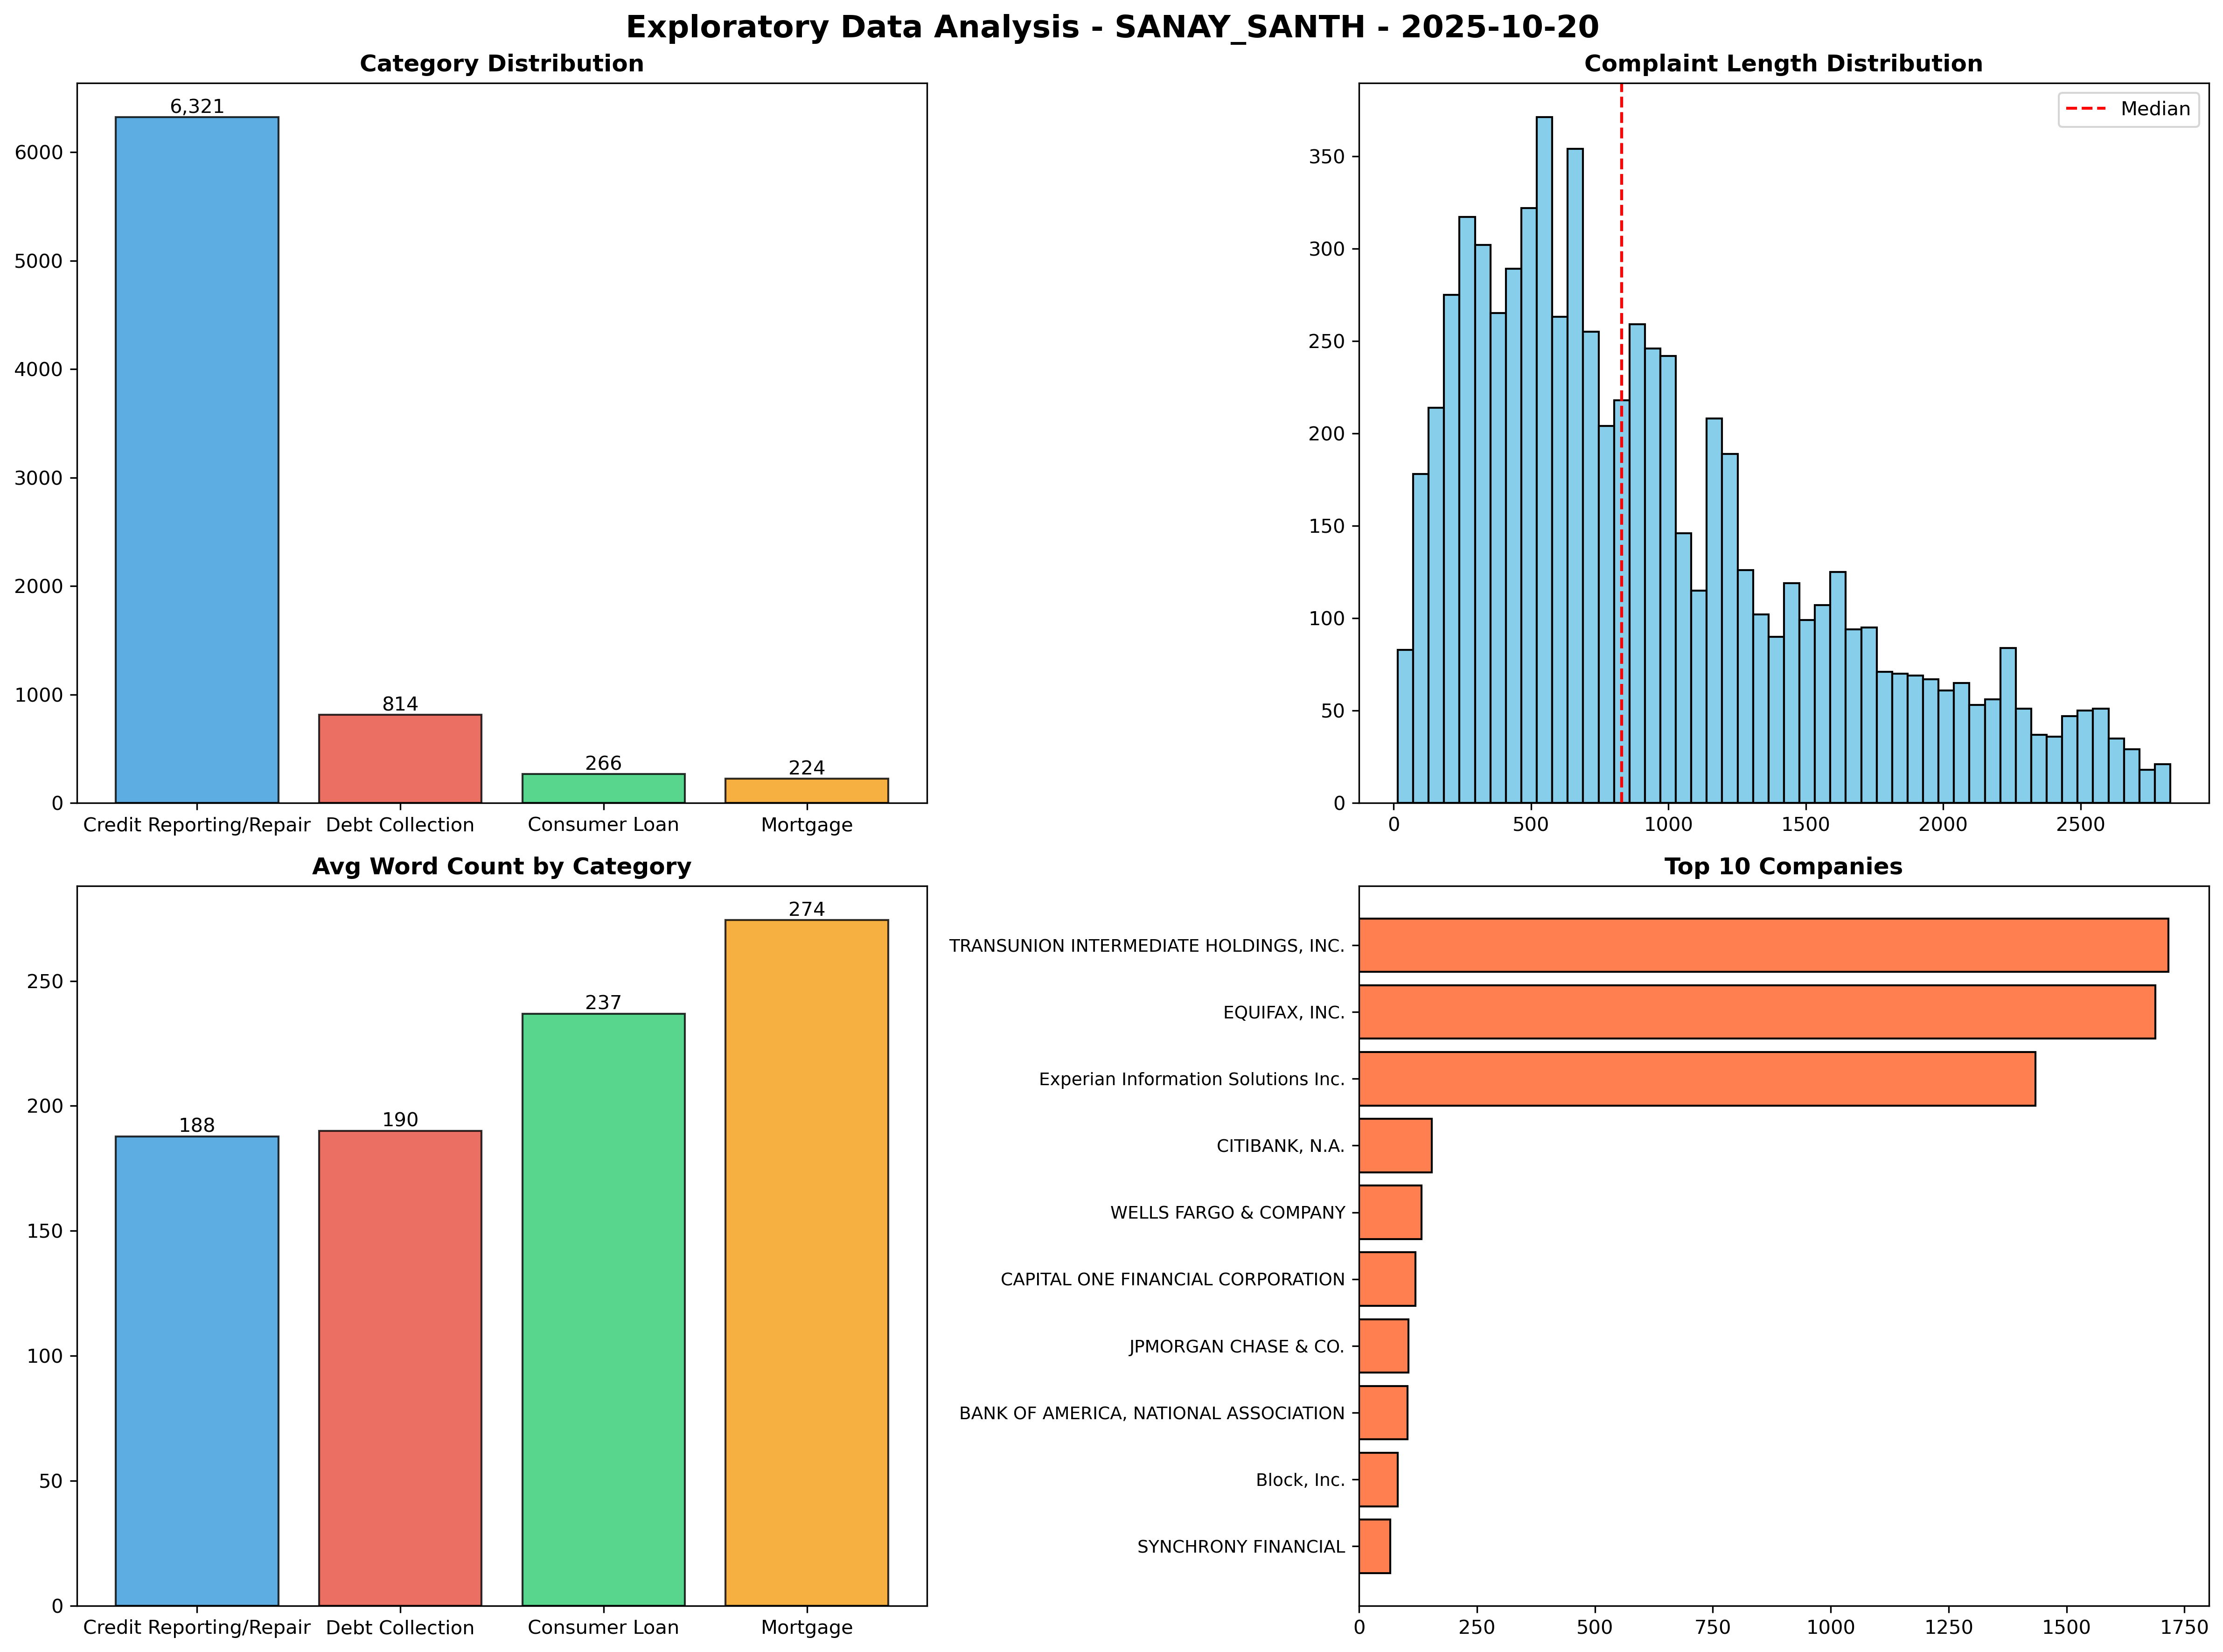 Exploratory Data Analysis - SANAY_SANTH - 2025-10-20
Category Distribution
6000
5000
4000
3000
2000
1000
0
6,321
814
266
224
Credit Reporting/Repair Debt Collection Consumer Loan Mortgage
Complaint Length Distribution
Median
350
300
250
200
150
100
50
0
0 500 1000 1500 2000 2500
Avg Word Count by Category
250
200
150
100
50
0
188
190
237
274
Credit Reporting/Repair Debt Collection Consumer Loan Mortgage
Top 10 Companies
TRANSUNION INTERMEDIATE HOLDINGS, INC.
EQUIFAX, INC.
Experian Information Solutions Inc.
CITIBANK, N.A.
WELLS FARGO & COMPANY
CAPITAL ONE FINANCIAL CORPORATION
JPMORGAN CHASE & CO.
BANK OF AMERICA, NATIONAL ASSOCIATION
Block, Inc.
SYNCHRONY FINANCIAL
0 250 500 750 1000 1250 1500 1750